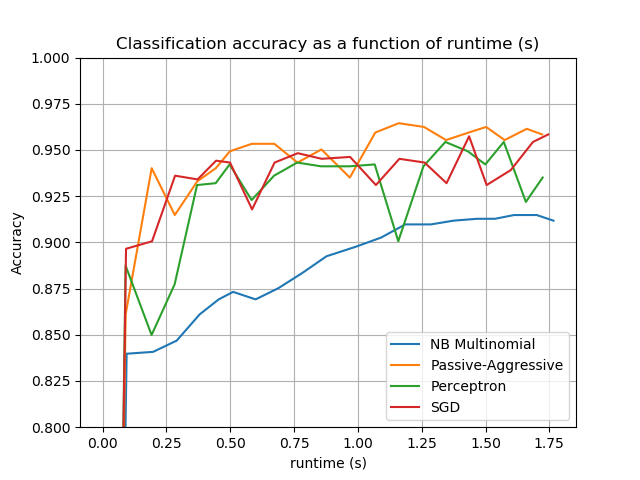 Classification accuracy as a function of runtime (s)
1.000
0.975
0.950
0.925
0.900
0.875
0.850
0.825
0.800
Accuracy
NB Multinomial
Passive-Aggressive
Perceptron
SGD
0.00 0.25 0.50 0.75 1.00 1.25 1.50 1.75
runtime (s)